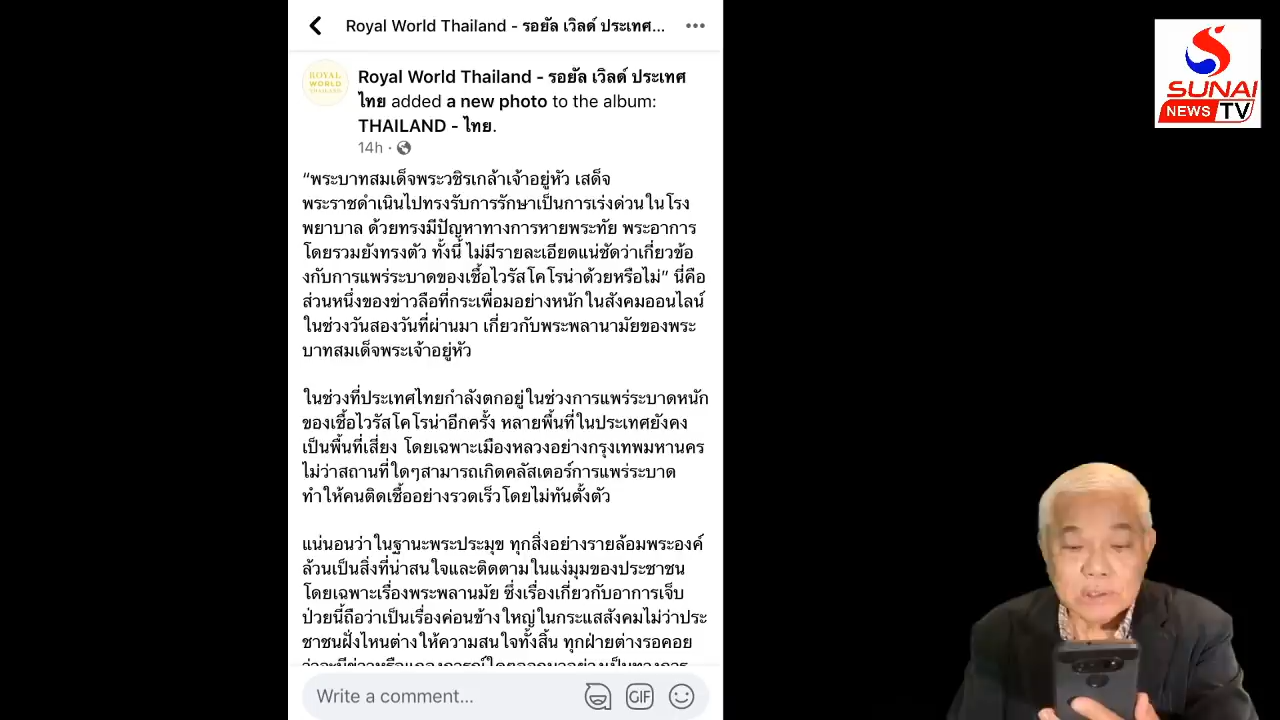 Royal World Thailand - รอยัล เวิลด์ ประเทศ...
ROYAL
WORLD
THAILAND
Royal World Thailand - รอยัล เวิลด์ ประเทศ
ไทย added a new photo to the album:
THAILAND - ไทย.
14h ·
“พระบาทสมเด็จพระวชิรเกล้าเจ้าอยู่หัว เสด็จ
พระราชดำเนินไปทรงรับการรักษาเป็นการเร่งด่วนในโรง
พยาบาล ด้วยทรงมีปัญหาทางการหายพระทัย พระอาการ
โดยรวมยังทรงตัว ทั้งนี้ ไม่มีรายละเอียดแน่ชัดว่าเกี่ยวข้อ
งกับการแพร่ระบาดของเชื้อไวรัสโคโรน่าด้วยหรือไม่” นี่คือ
ส่วนหนึ่งของข่าวลือที่กระเพื่อมอย่างหนักในสังคมออนไลน์
ในช่วงวันสองวันที่ผ่านมา เกี่ยวกับพระพลานามัยของพระ
บาทสมเด็จพระเจ้าอยู่หัว
ในช่วงที่ประเทศไทยกำลังตกอยู่ในช่วงการแพร่ระบาดหนัก
ของเชื้อไวรัสโคโรน่าอีกครั้ง หลายพื้นที่ในประเทศยังคง
เป็นพื้นที่เสี่ยง โดยเฉพาะเมืองหลวงอย่างกรุงเทพมหานคร
ไม่ว่าสถานที่ใดๆสามารถเกิดคลัสเตอร์การแพร่ระบาด
ทำให้คนติดเชื้ออย่างรวดเร็วโดยไม่ทันตั้งตัว
แน่นอนว่าในฐานะพระประมุข ทุกสิ่งอย่างรายล้อมพระองค์
ล้วนเป็นสิ่งที่น่าสนใจและติดตามในแง่มุมของประชาชน
โดยเฉพาะเรื่องพระพลานมัย ซึ่งเรื่องเกี่ยวกับอาการเจ็บ
ป่วยนี้ถือว่าเป็นเรื่องค่อนข้างใหญ่ในกระแสสังคมไม่ว่าประ
ชาชนฝั่งไหนต่างให้ความสนใจทั้งสิ้น ทุกฝ่ายต่างรอคอย
Write a comment...
GIF
SUNAI
NEWS TV